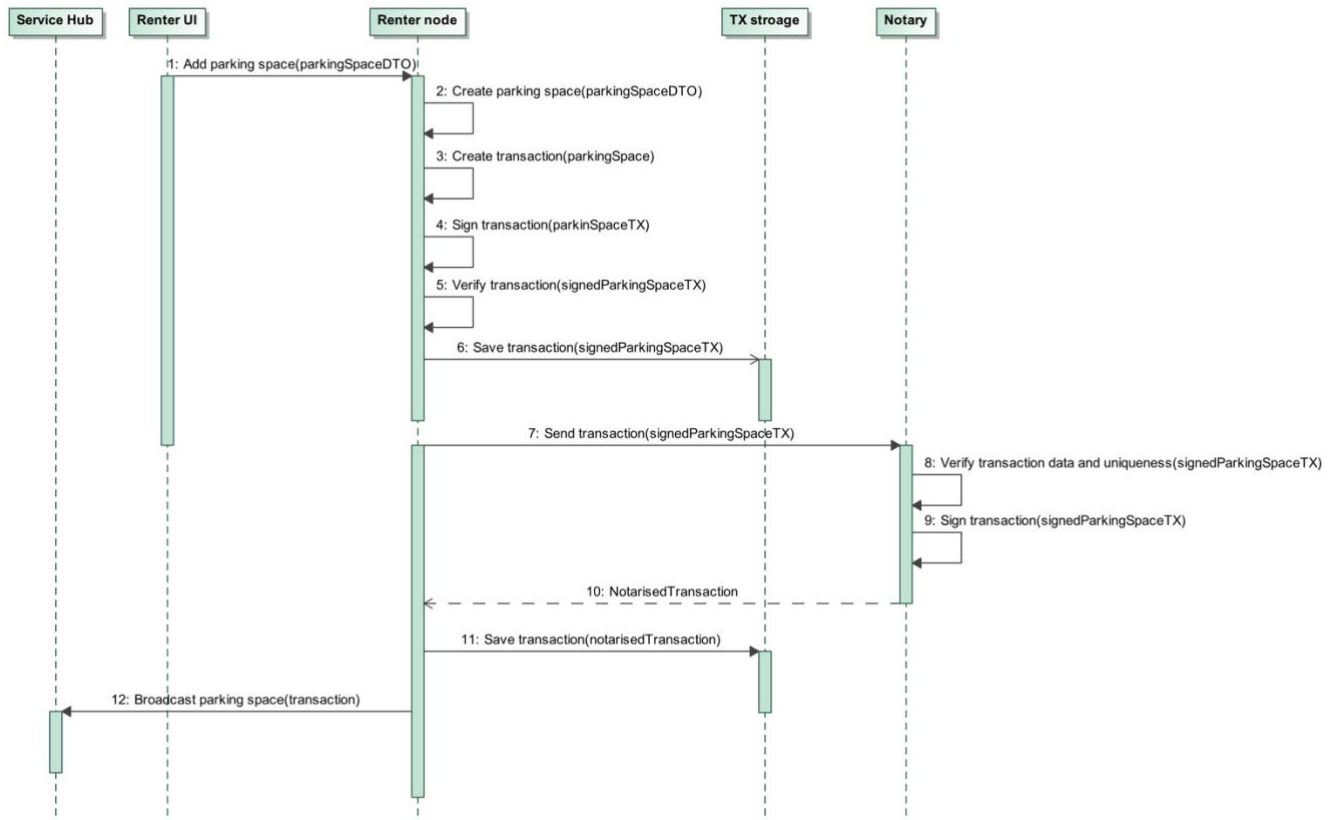 Service Hub
Renter UI
Renter node
TX stroage
Notary
1: Add parking space(parkingSpaceDTO)
2: Create parking space(parkingSpaceDTO)
3: Create transaction(parkingSpace)
4: Sign transaction(parkinSpaceTX)
5: Verify transaction(signedParkingSpaceTX)
6: Save transaction(signedParkingSpaceTX)
7: Send transaction(signedParkingSpaceTX)
8: Verify transaction data and uniqueness(signedParkingSpaceTX)
9: Sign transaction(signedParkingSpaceTX)
10: NotarisedTransaction
11: Save transaction(notarisedTransaction)
12: Broadcast parking space(transaction)